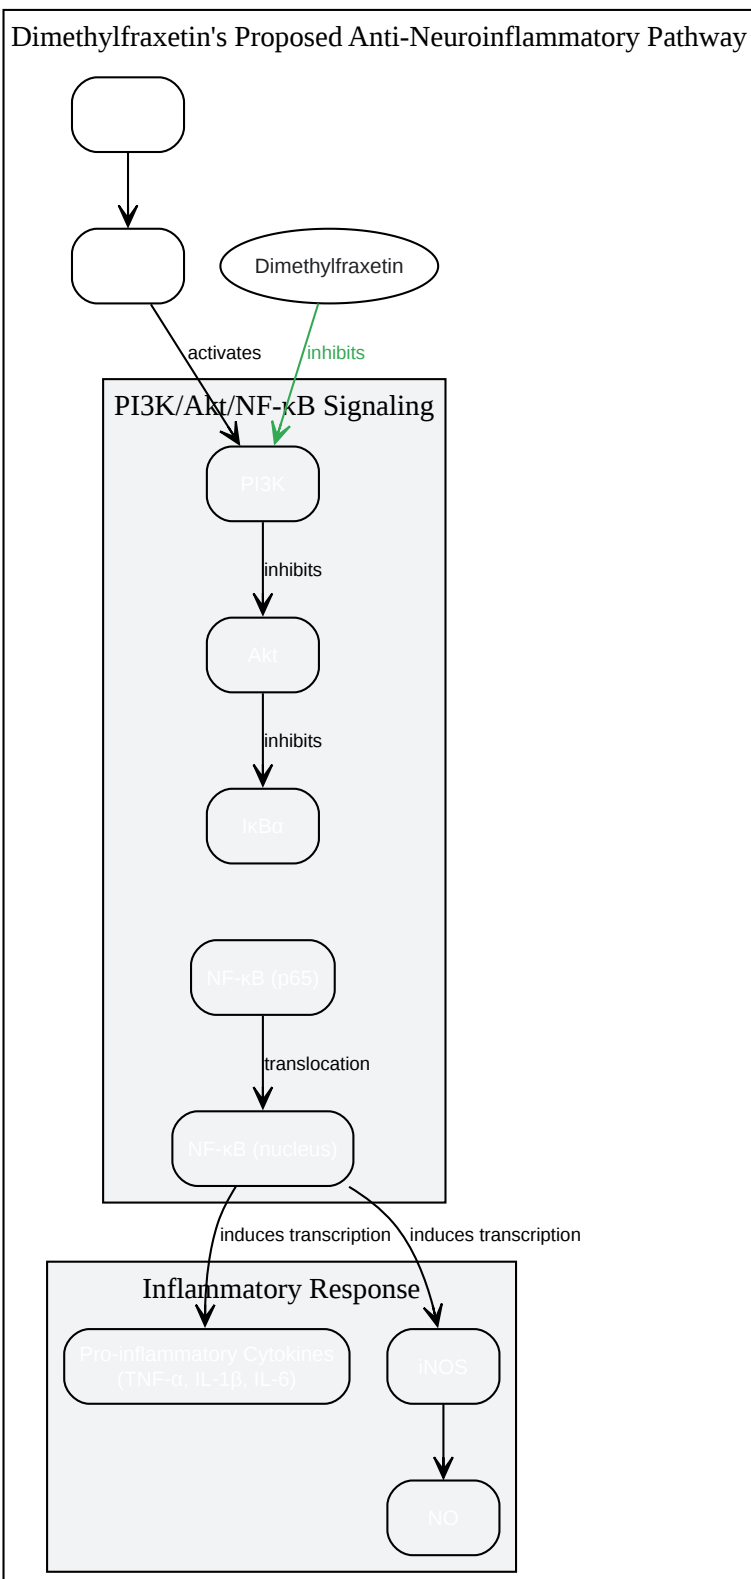 Dimethylfraxetin's Proposed Anti-Neuroinflammatory Pathway
Dimethylfraxetin
activates
inhibits
PI3K/Akt/NF-κB Signaling
PI3K
inhibits
Akt
inhibits
IκBα
NF-κB (p65)
translocation
NF-κB (nucleus)
induces transcription
induces transcription
Inflammatory Response
Pro-inflammatory Cytokines
(TNF-α, IL-1β, IL-6)
iNOS
NO